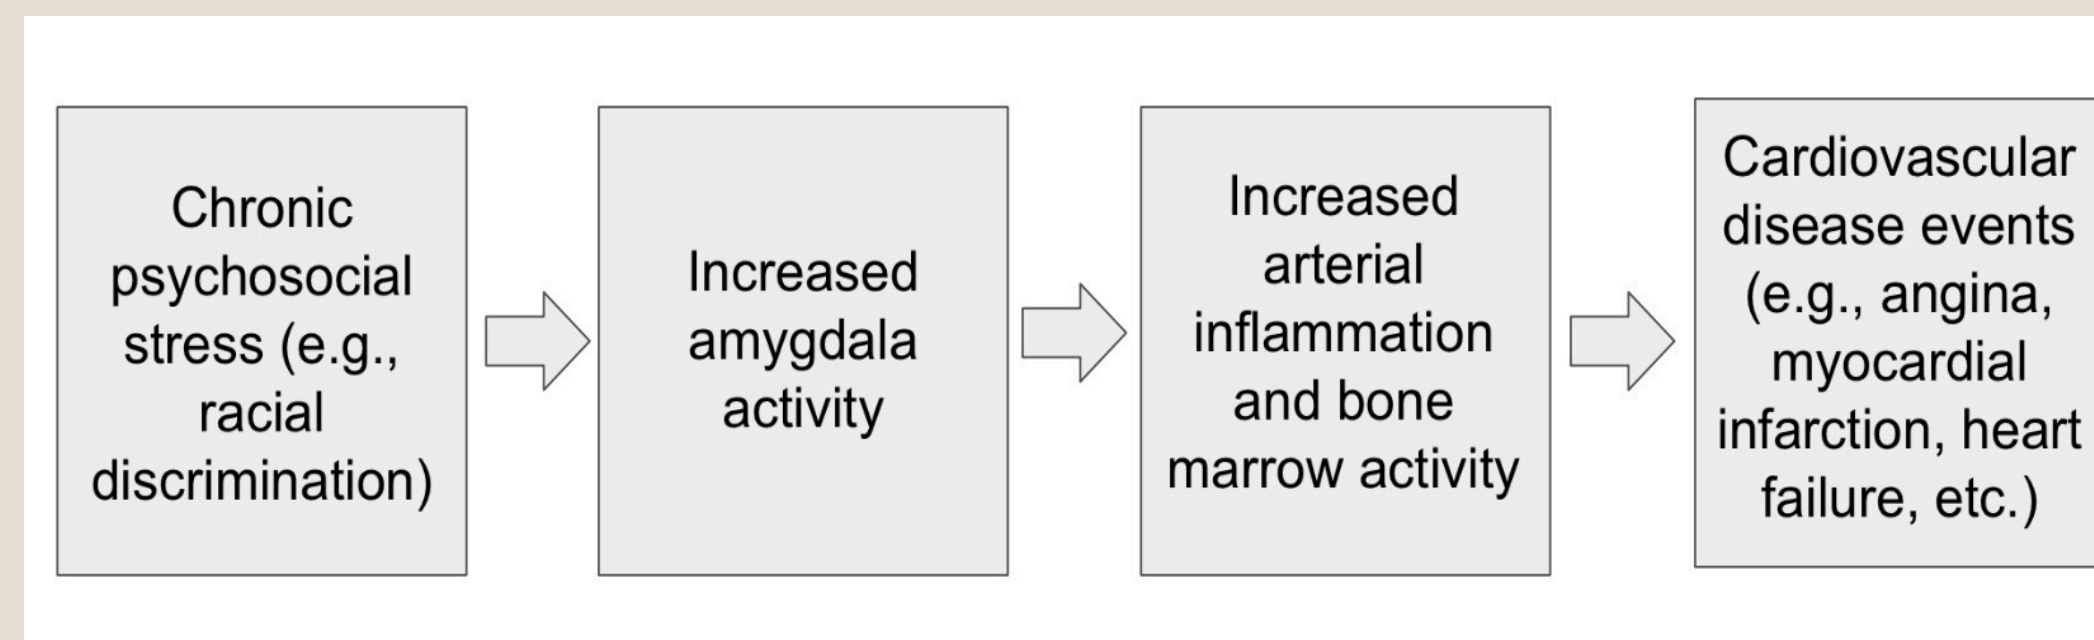 Chronic
psychosocial
stress (e.g.,
racial
discrimination)
Increased
amygdala
activity
Increased
arterial
inflammation
and bone
marrow activity
Cardiovascular
disease events
(e.g., angina,
myocardial
infarction, heart
failure, etc.)